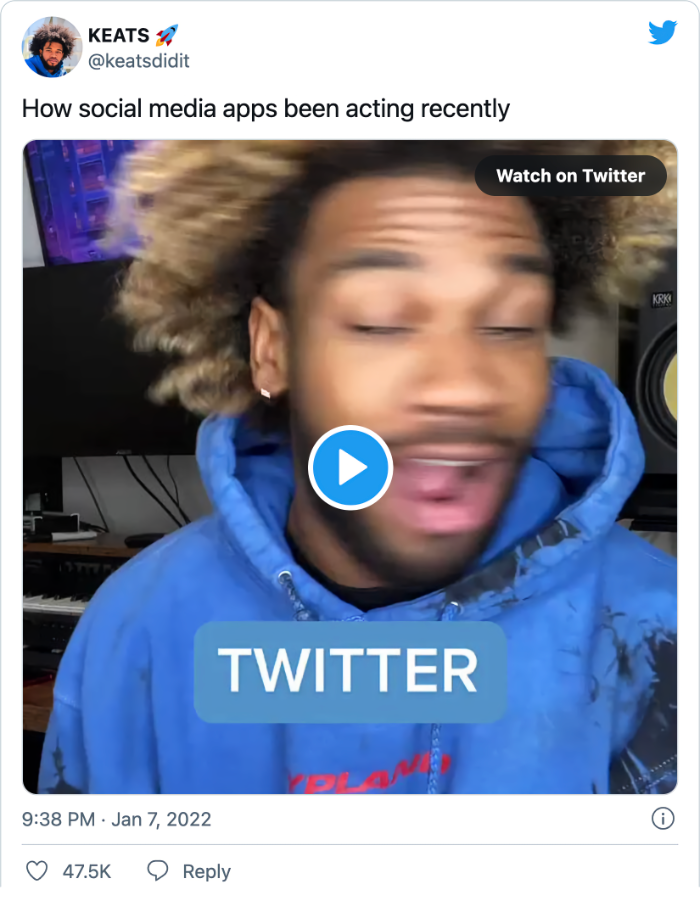 KEATS 🚀
@keatsdidit
How social media apps been acting recently
Watch on Twitter
KRK
TWITTER
9:38 PM · Jan 7, 2022
47.5K Reply